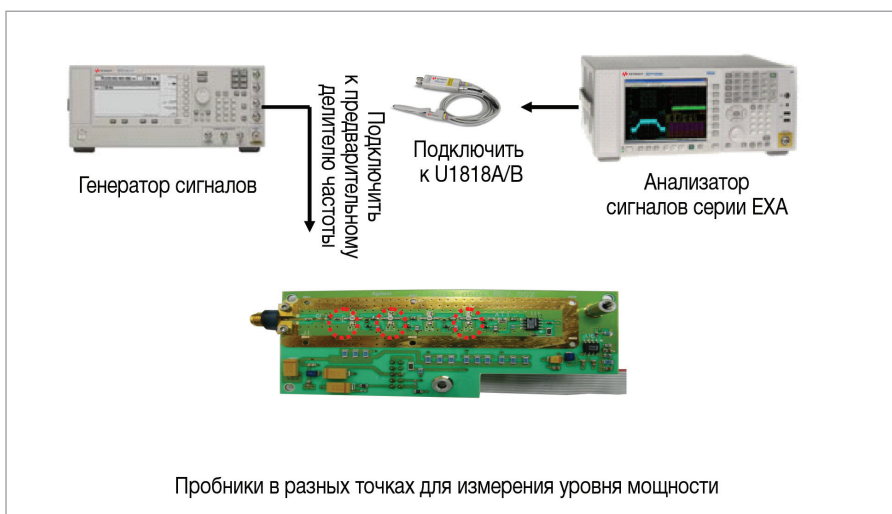 Генератор сигналов
к предварительному
делителю частоты
Подключить
Подключить
к U1818A/B
Анализатор
сигналов серии EXA
Пробники в разных точках для измерения уровня мощности